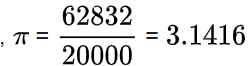 , π = 62832/20000 = 3.1416